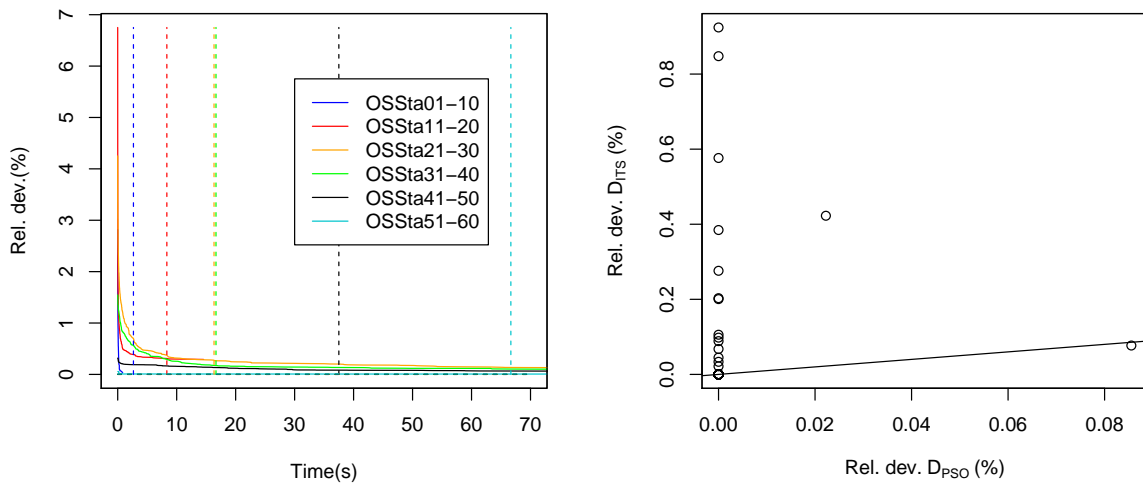 Rel. dev.(%)
7
6
5
4
3
2
1
0
OSSta01−10
OSSta11−20
OSSta21−30
OSSta31−40
OSSta41−50
OSSta51−60
0 10 20 30 40 50 60 70
Time(s)
Rel. dev. D_ITS (%)
0.8
0.6
0.4
0.2
0.0
0.00 0.02 0.04 0.06 0.08
Rel. dev. D_PSO (%)